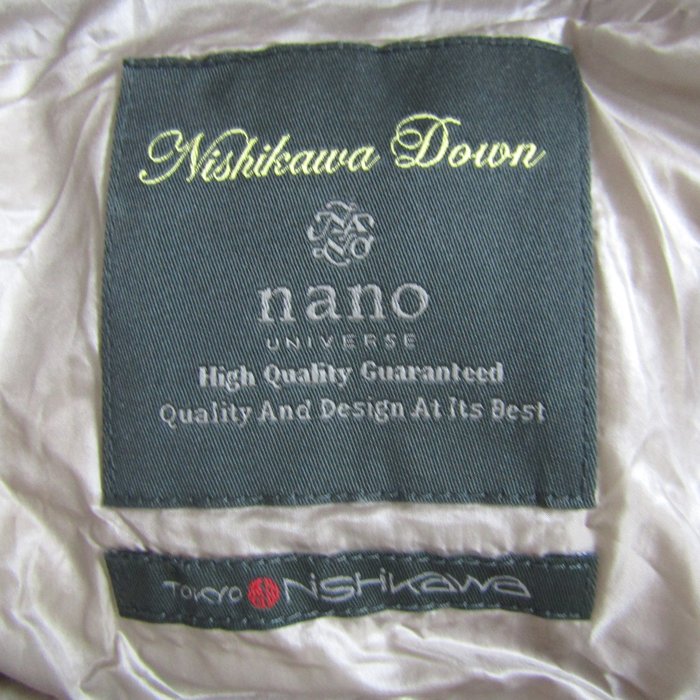 Nishikawa Down
nano
UNIVERSE
High Quality Guaranteed
Quality And Design At Its Best
TOKYO NiSHiKAWA